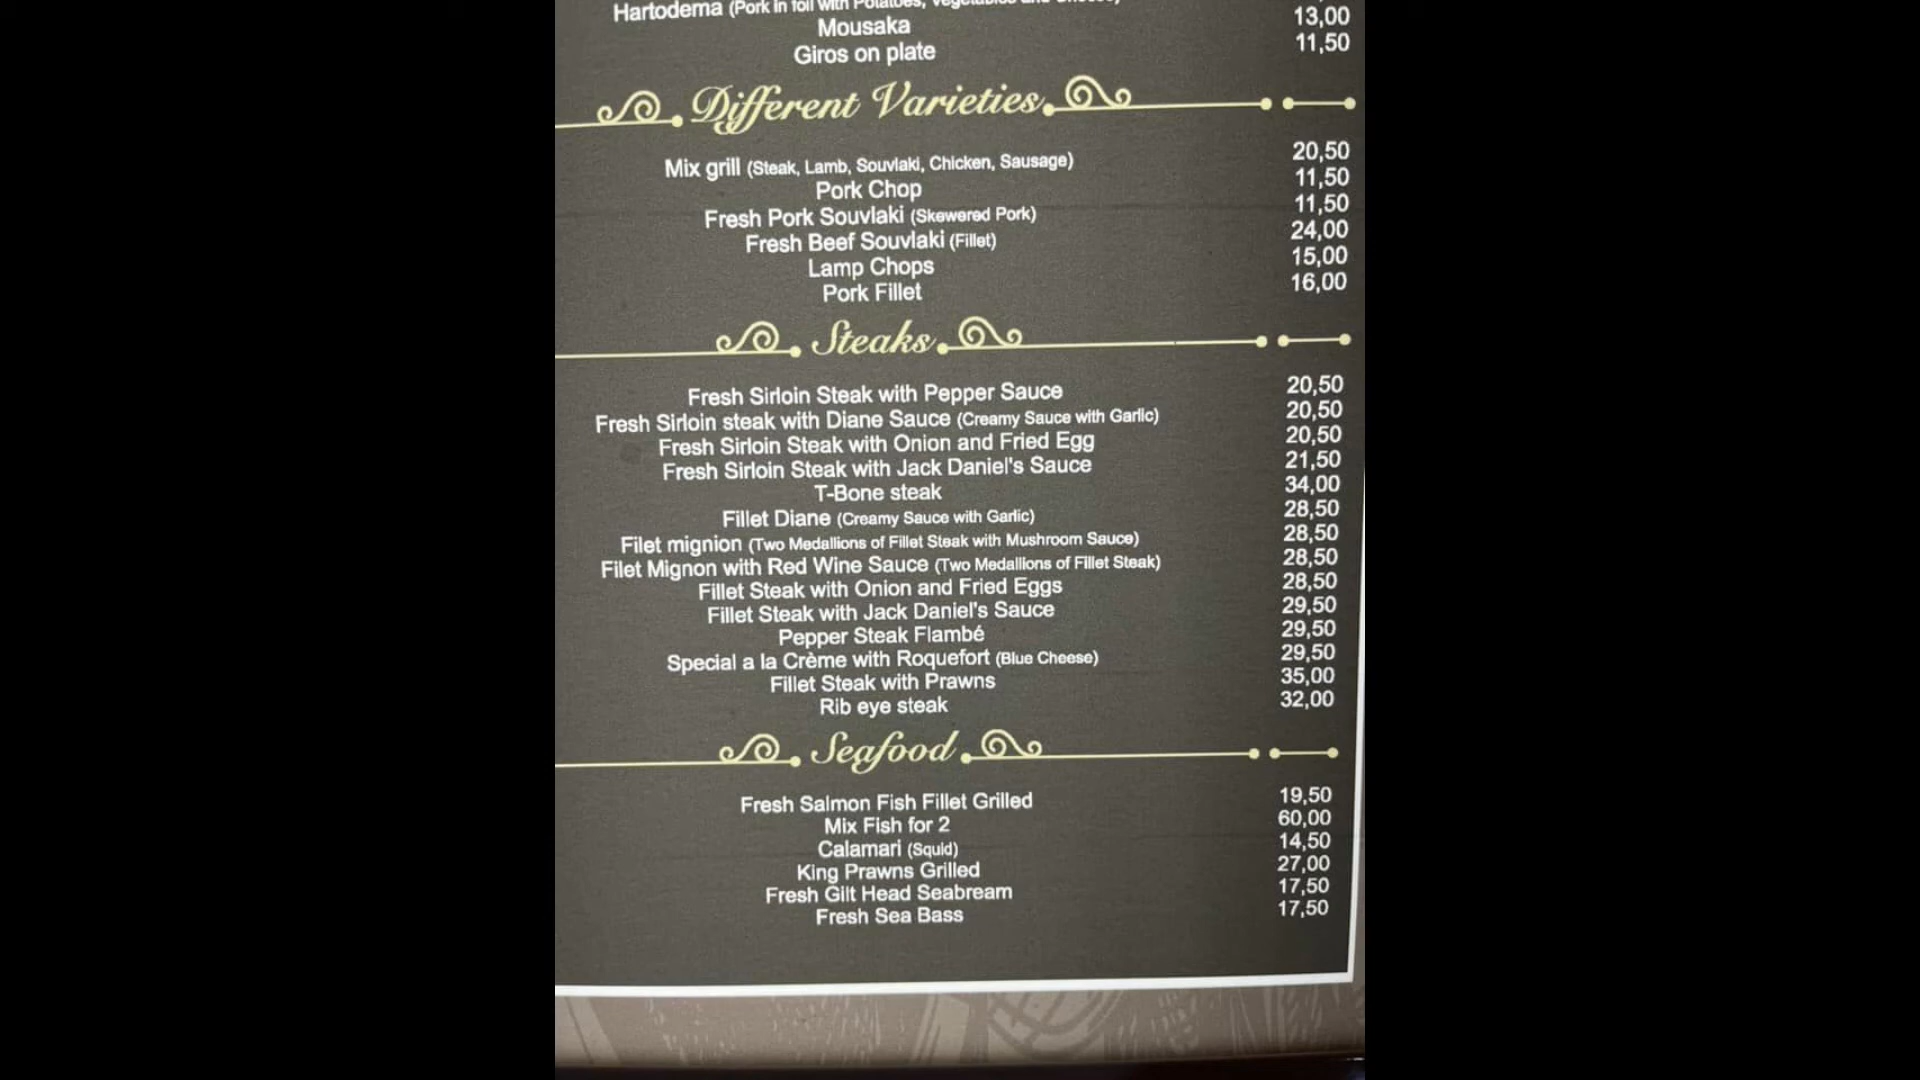 Hartodema (Pork in foil with Potatoes, Vegetables and Cheese)
Mousaka 13,00
Giros on plate 11,50
Different Varieties
Mix grill (Steak, Lamb, Souvlaki, Chicken, Sausage) 20,50
Pork Chop 11,50
Fresh Pork Souvlaki (Skewered Pork) 11,50
Fresh Beef Souvlaki (Fillet) 24,00
Lamp Chops 15,00
Pork Fillet 16,00
Steaks
Fresh Sirloin Steak with Pepper Sauce 20,50
Fresh Sirloin steak with Diane Sauce (Creamy Sauce with Garlic) 20,50
Fresh Sirloin Steak with Onion and Fried Egg 20,50
Fresh Sirloin Steak with Jack Daniel's Sauce 21,50
T-Bone steak 34,00
Fillet Diane (Creamy Sauce with Garlic) 28,50
Filet mignion (Two Medallions of Fillet Steak with Mushroom Sauce) 28,50
Filet Mignon with Red Wine Sauce (Two Medallions of Fillet Steak) 28,50
Fillet Steak with Onion and Fried Eggs 28,50
Fillet Steak with Jack Daniel's Sauce 29,50
Pepper Steak Flambé 29,50
Special a la Crème with Roquefort (Blue Cheese) 29,50
Fillet Steak with Prawns 35,00
Rib eye steak 32,00
Seafood
Fresh Salmon Fish Fillet Grilled 19,50
Mix Fish for 2 60,00
Calamari (Squid) 14,50
King Prawns Grilled 27,00
Fresh Gilt Head Seabream 17,50
Fresh Sea Bass 17,50